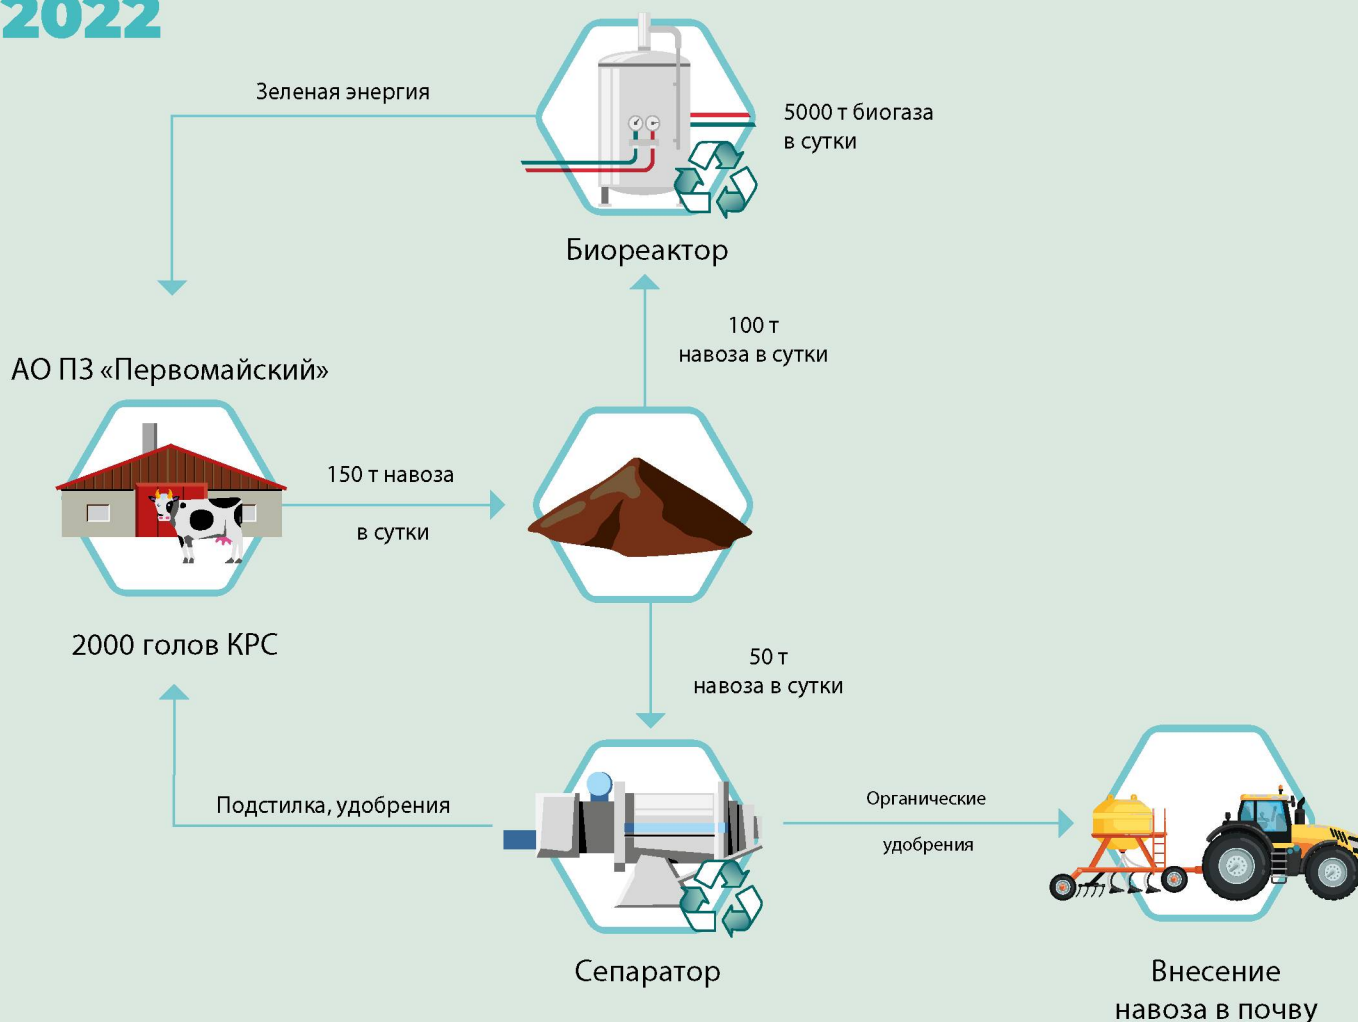 2022
Зеленая энергия
5000 т биогаза
в сутки
Биореактор
100 т
навоза в сутки
АО ПЗ «Первомайский»
150 т навоза
в сутки
2000 голов КРС
50 т
навоза в сутки
Подстилка, удобрения
Органические
удобрения
Сепаратор
Внесение
навоза в почву